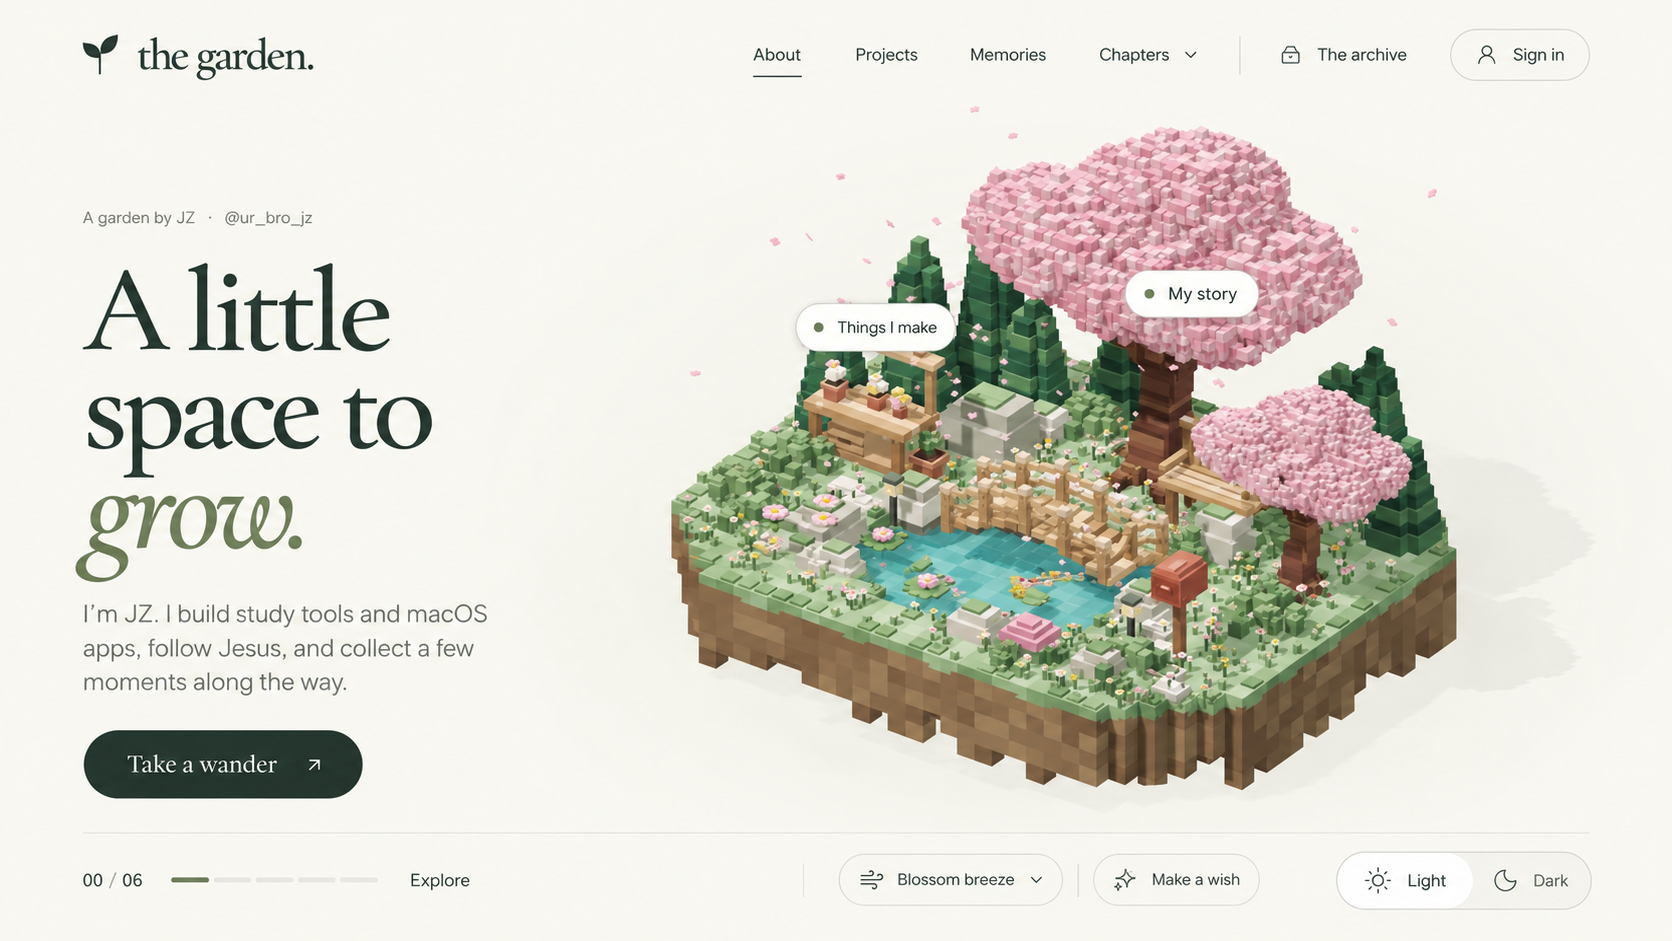 the garden.
About
Projects
Memories
Chapters
The archive
Sign in
A garden by JZ · @ur_bro_jz
A little
space to
grow.
I’m JZ. I build study tools and macOS
apps, follow Jesus, and collect a few
moments along the way.
Take a wander
Things I make
My story
00 / 06
Explore
Blossom breeze
Make a wish
Light
Dark